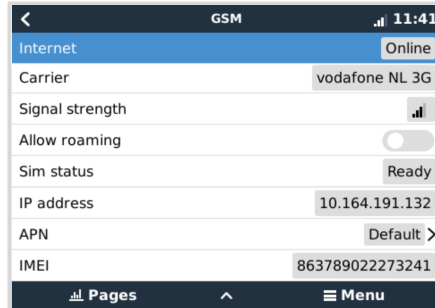 GSM 11:41
Internet Online
Carrier vodafone NL 3G
Signal strength
Allow roaming
Sim status Ready
IP address 10.164.191.132
APN Default
IMEI 863789022273241
Pages Menu